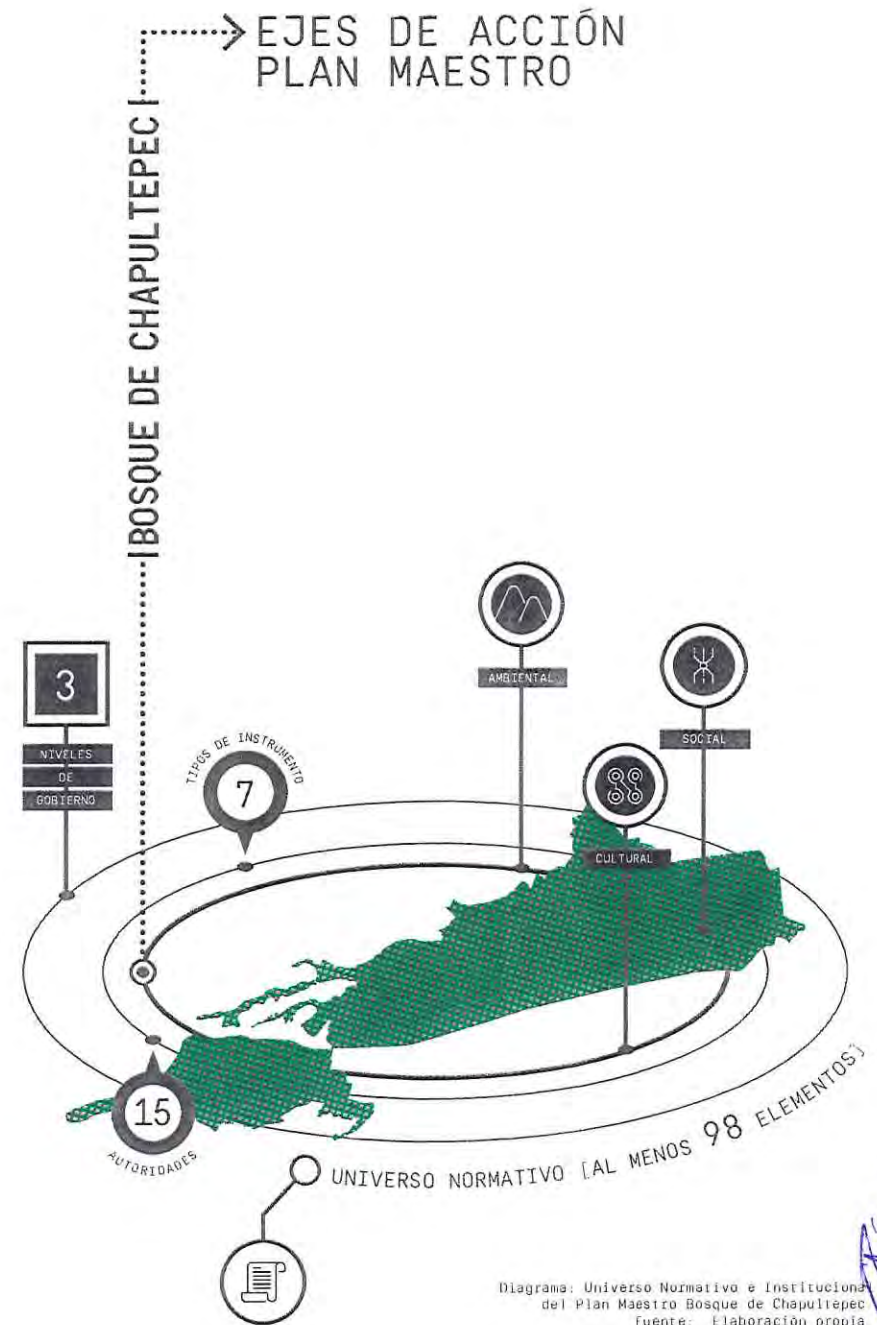 EJES DE ACCIÓN
PLAN MAESTRO
BOSQUE DE CHAPULTEPEC
3
NIVELES
DE
GOBIERNO
TIPOS DE INSTRUMENTO
7
AMBIENTAL
SOCIAL
CULTURAL
15
AUTORIDADES
UNIVERSO NORMATIVO [AL MENOS 98 ELEMENTOS]
Diagrama: Universo Normativo e Institucional
del Plan Maestro Bosque de Chapultepec
Fuente: Elaboración propia